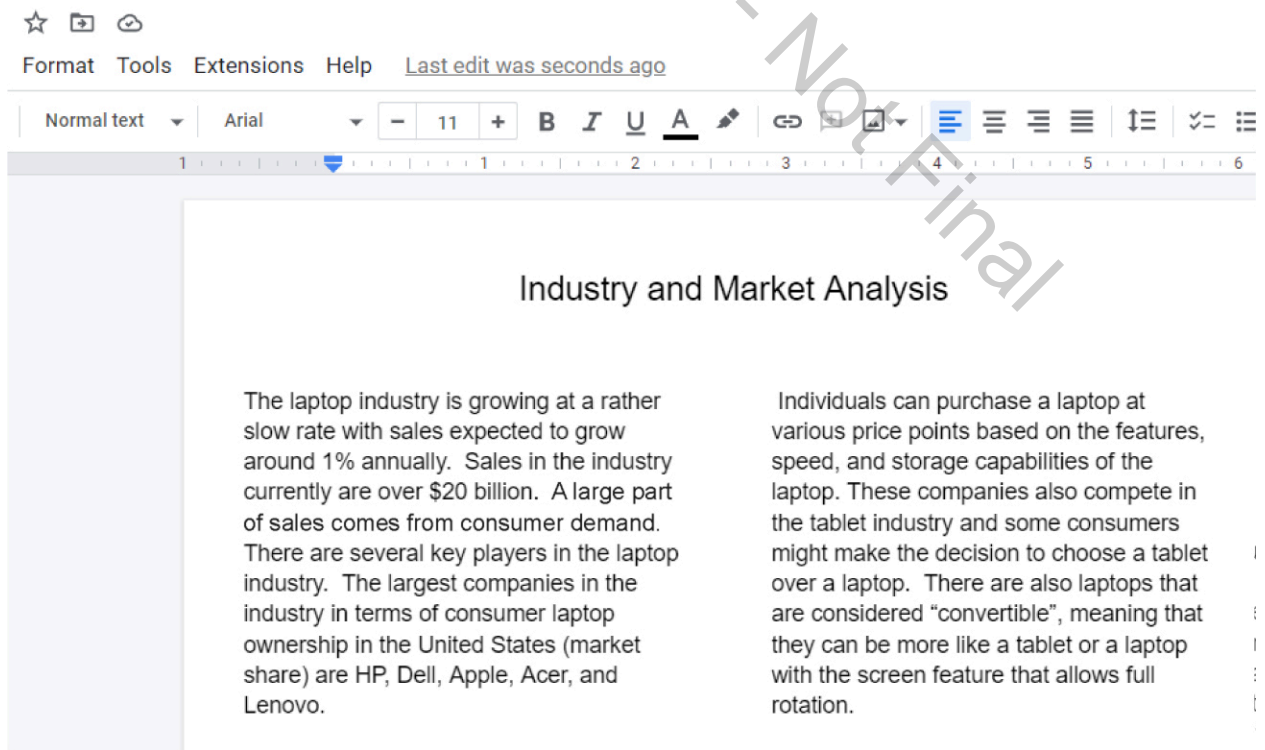 - Not Final
Format Tools Extensions Help Last edit was seconds ago
Normal text Arial - 11 + B I U A
1 1 2 3 4 5 6
Industry and Market Analysis
The laptop industry is growing at a rather
slow rate with sales expected to grow
around 1% annually.  Sales in the industry
currently are over $20 billion.  A large part
of sales comes from consumer demand.
There are several key players in the laptop
industry.  The largest companies in the
industry in terms of consumer laptop
ownership in the United States (market
share) are HP, Dell, Apple, Acer, and
Lenovo.
Individuals can purchase a laptop at
various price points based on the features,
speed, and storage capabilities of the
laptop. These companies also compete in
the tablet industry and some consumers
might make the decision to choose a tablet
over a laptop.  There are also laptops that
are considered “convertible”, meaning that
they can be more like a tablet or a laptop
with the screen feature that allows full
rotation.